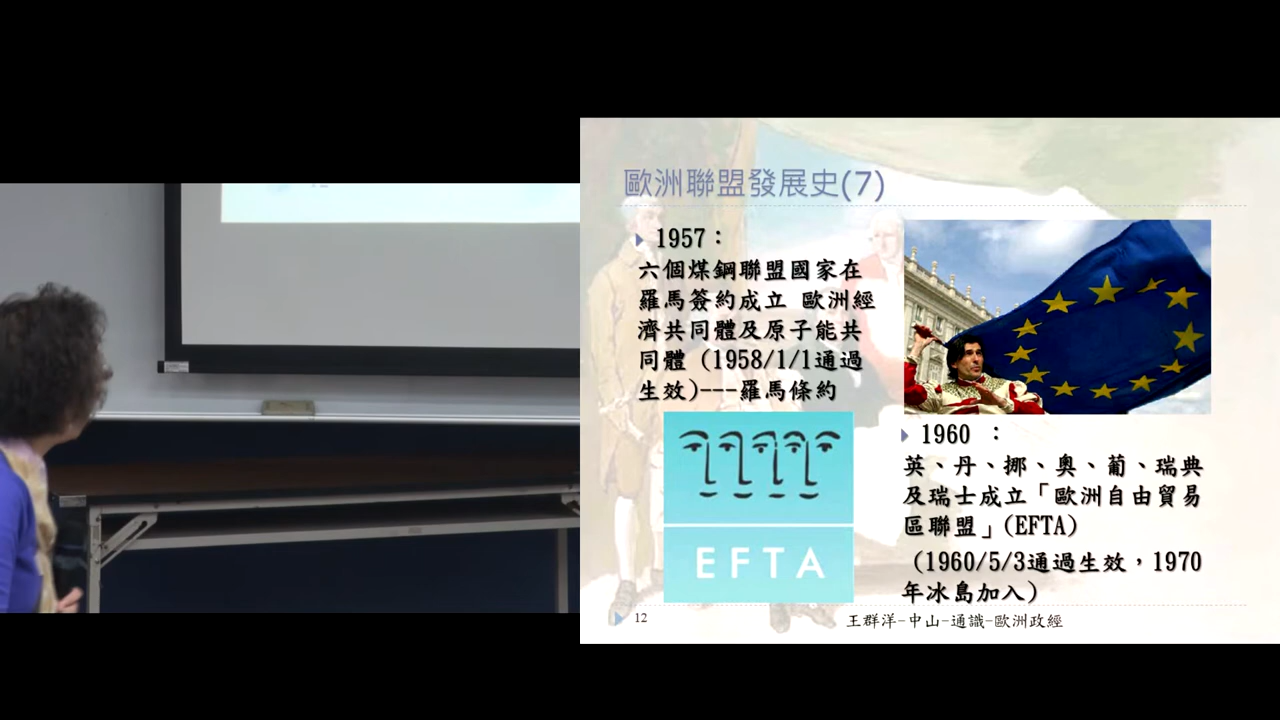 歐洲聯盟發展史(7)
1957：
六個煤鋼聯盟國家在
羅馬簽約成立 歐洲經
濟共同體及原子能共
同體 (1958/1/1通過
生效)---羅馬條約
EFTA
1960 ：
英、丹、挪、奧、葡、瑞典
及瑞士成立「歐洲自由貿易
區聯盟」(EFTA)
(1960/5/3通過生效，1970
年冰島加入)
12
王群洋-中山-通識-歐洲政經